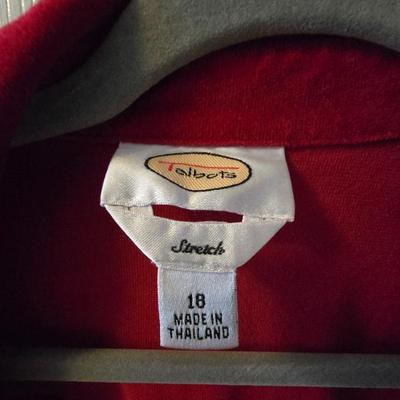 Talbots
Stretch
18
MADE IN
THAILAND